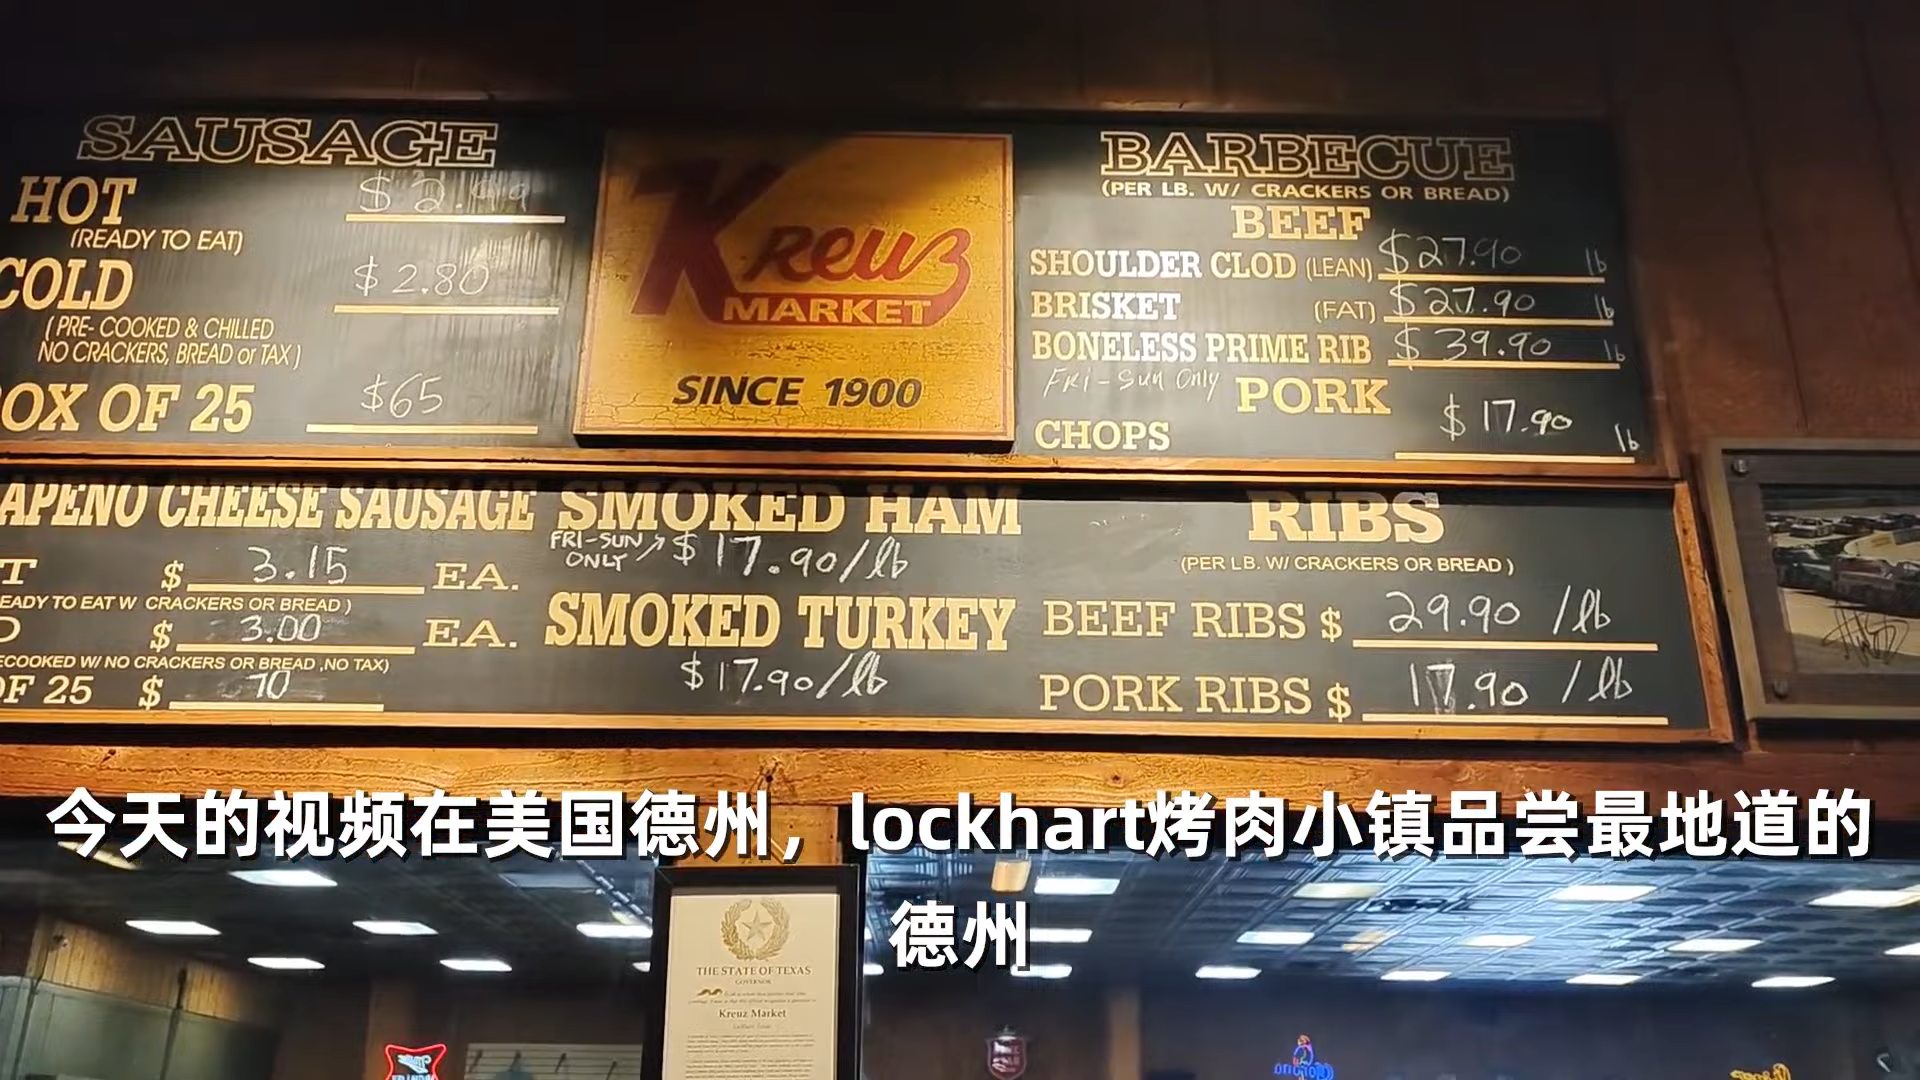 SAUSAGE
HOT
(READY TO EAT)
COLD $2.80
( PRE- COOKED & CHILLED
NO CRACKERS, BREAD or TAX )
OX OF 25 $65
Kreuz
MARKET
SINCE 1900
BARBECUE
(PER LB. W/ CRACKERS OR BREAD)
BEEF
SHOULDER CLOD (LEAN) $27.90 lb
BRISKET (FAT) $27.90 lb
BONELESS PRIME RIB $39.90 lb
Fri-Sun Only PORK
CHOPS $17.90 lb
APENO CHEESE SAUSAGE
T $ 3.15 EA.
EADY TO EAT W CRACKERS OR BREAD )
D $ 3.00 EA.
ECOOKED W/ NO CRACKERS OR BREAD ,NO TAX)
OF 25 $ 70
SMOKED HAM
FRI-SUN ONLY $17.90/lb
SMOKED TURKEY
$17.90/lb
RIBS
(PER LB. W/ CRACKERS OR BREAD )
BEEF RIBS $ 29.90 /lb
PORK RIBS $ 17.90 /lb
今天的视频在美国德州，lockhart烤肉小镇品尝最地道的
德州
THE STATE OF TEXAS
GOVERNOR
Kreuz Market
Corona